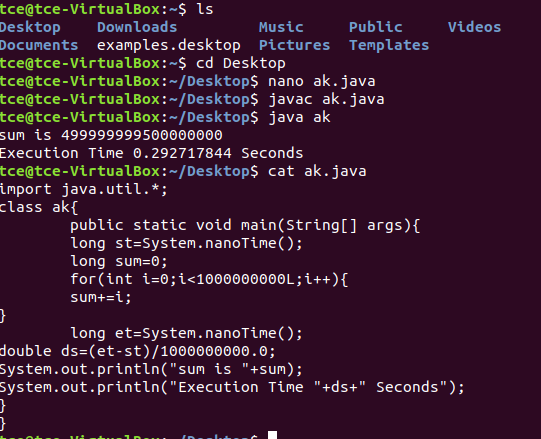 tce@tce-VirtualBox:~$ ls
Desktop    Downloads         Music     Public     Videos
Documents  examples.desktop  Pictures  Templates
tce@tce-VirtualBox:~$ cd Desktop
tce@tce-VirtualBox:~/Desktop$ nano ak.java
tce@tce-VirtualBox:~/Desktop$ javac ak.java
tce@tce-VirtualBox:~/Desktop$ java ak
sum is 499999999500000000
Execution Time 0.292717844 Seconds
tce@tce-VirtualBox:~/Desktop$ cat ak.java
import java.util.*;
class ak{
        public static void main(String[] args){
        long st=System.nanoTime();
        long sum=0;
        for(int i=0;i<1000000000L;i++){
        sum+=i;
}
        long et=System.nanoTime();
double ds=(et-st)/1000000000.0;
System.out.println("sum is "+sum);
System.out.println("Execution Time "+ds+" Seconds");
}
}
tce@tce-VirtualBox:~/Desktop$